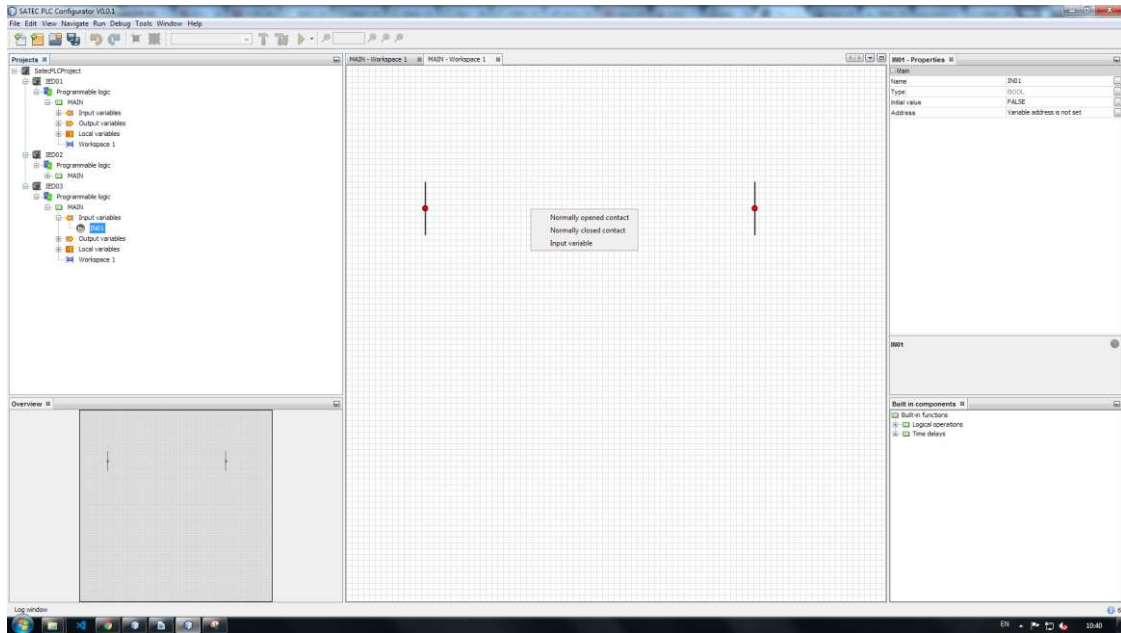 SATEC PLC Configurator V0.0.1
File Edit View Navigate Run Debug Tools Window Help
Projects
SatecPLCProject
IED01
Programmable logic
MAIN
Input variables
Output variables
Local variables
Workspace 1
IED02
Programmable logic
MAIN
IED03
Programmable logic
MAIN
Input variables
IN01
Output variables
Local variables
Workspace 1
Overview
MAIN - Workspace 1 MAIN - Workspace 1
Normally opened contact
Normally closed contact
Input variable
IN01 - Properties
Main
Name IN01
Type: BOOL
Initial value FALSE
Address Variable address is not set
IN01
Built in components
Built-in functions
Logical operations
Time delays
Log window
6
EN 10:40